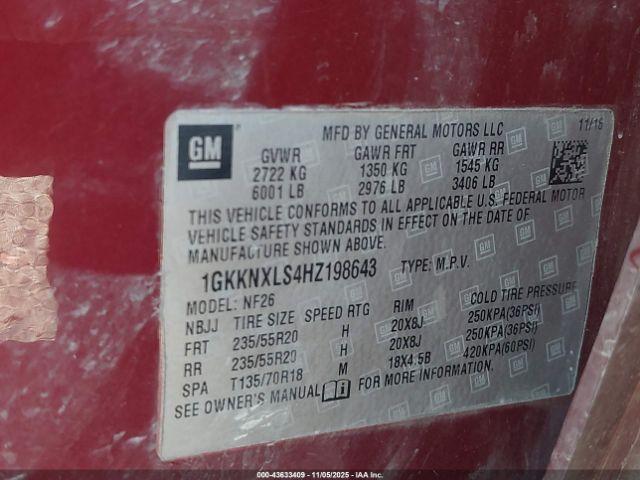 GM
MFD BY GENERAL MOTORS LLC 11/16
GVWR GAWR FRT GAWR RR
2722 KG 1350 KG 1545 KG
6001 LB 2976 LB 3406 LB
THIS VEHICLE CONFORMS TO ALL APPLICABLE U.S. FEDERAL MOTOR
VEHICLE SAFETY STANDARDS IN EFFECT ON THE DATE OF
MANUFACTURE SHOWN ABOVE.
1GKKNXLS4HZ198643 TYPE: M.P.V.
MODEL: NF26
NBJJ TIRE SIZE SPEED RTG RIM COLD TIRE PRESSURE
FRT 235/55R20 H 20X8J 250KPA(36PSI)
RR 235/55R20 H 20X8J 250KPA(36PSI)
SPA T135/70R18 M 18X4.5B 420KPA(60PSI)
SEE OWNER'S MANUAL FOR MORE INFORMATION.
000-43633409 - 11/05/2025 - IAA Inc.